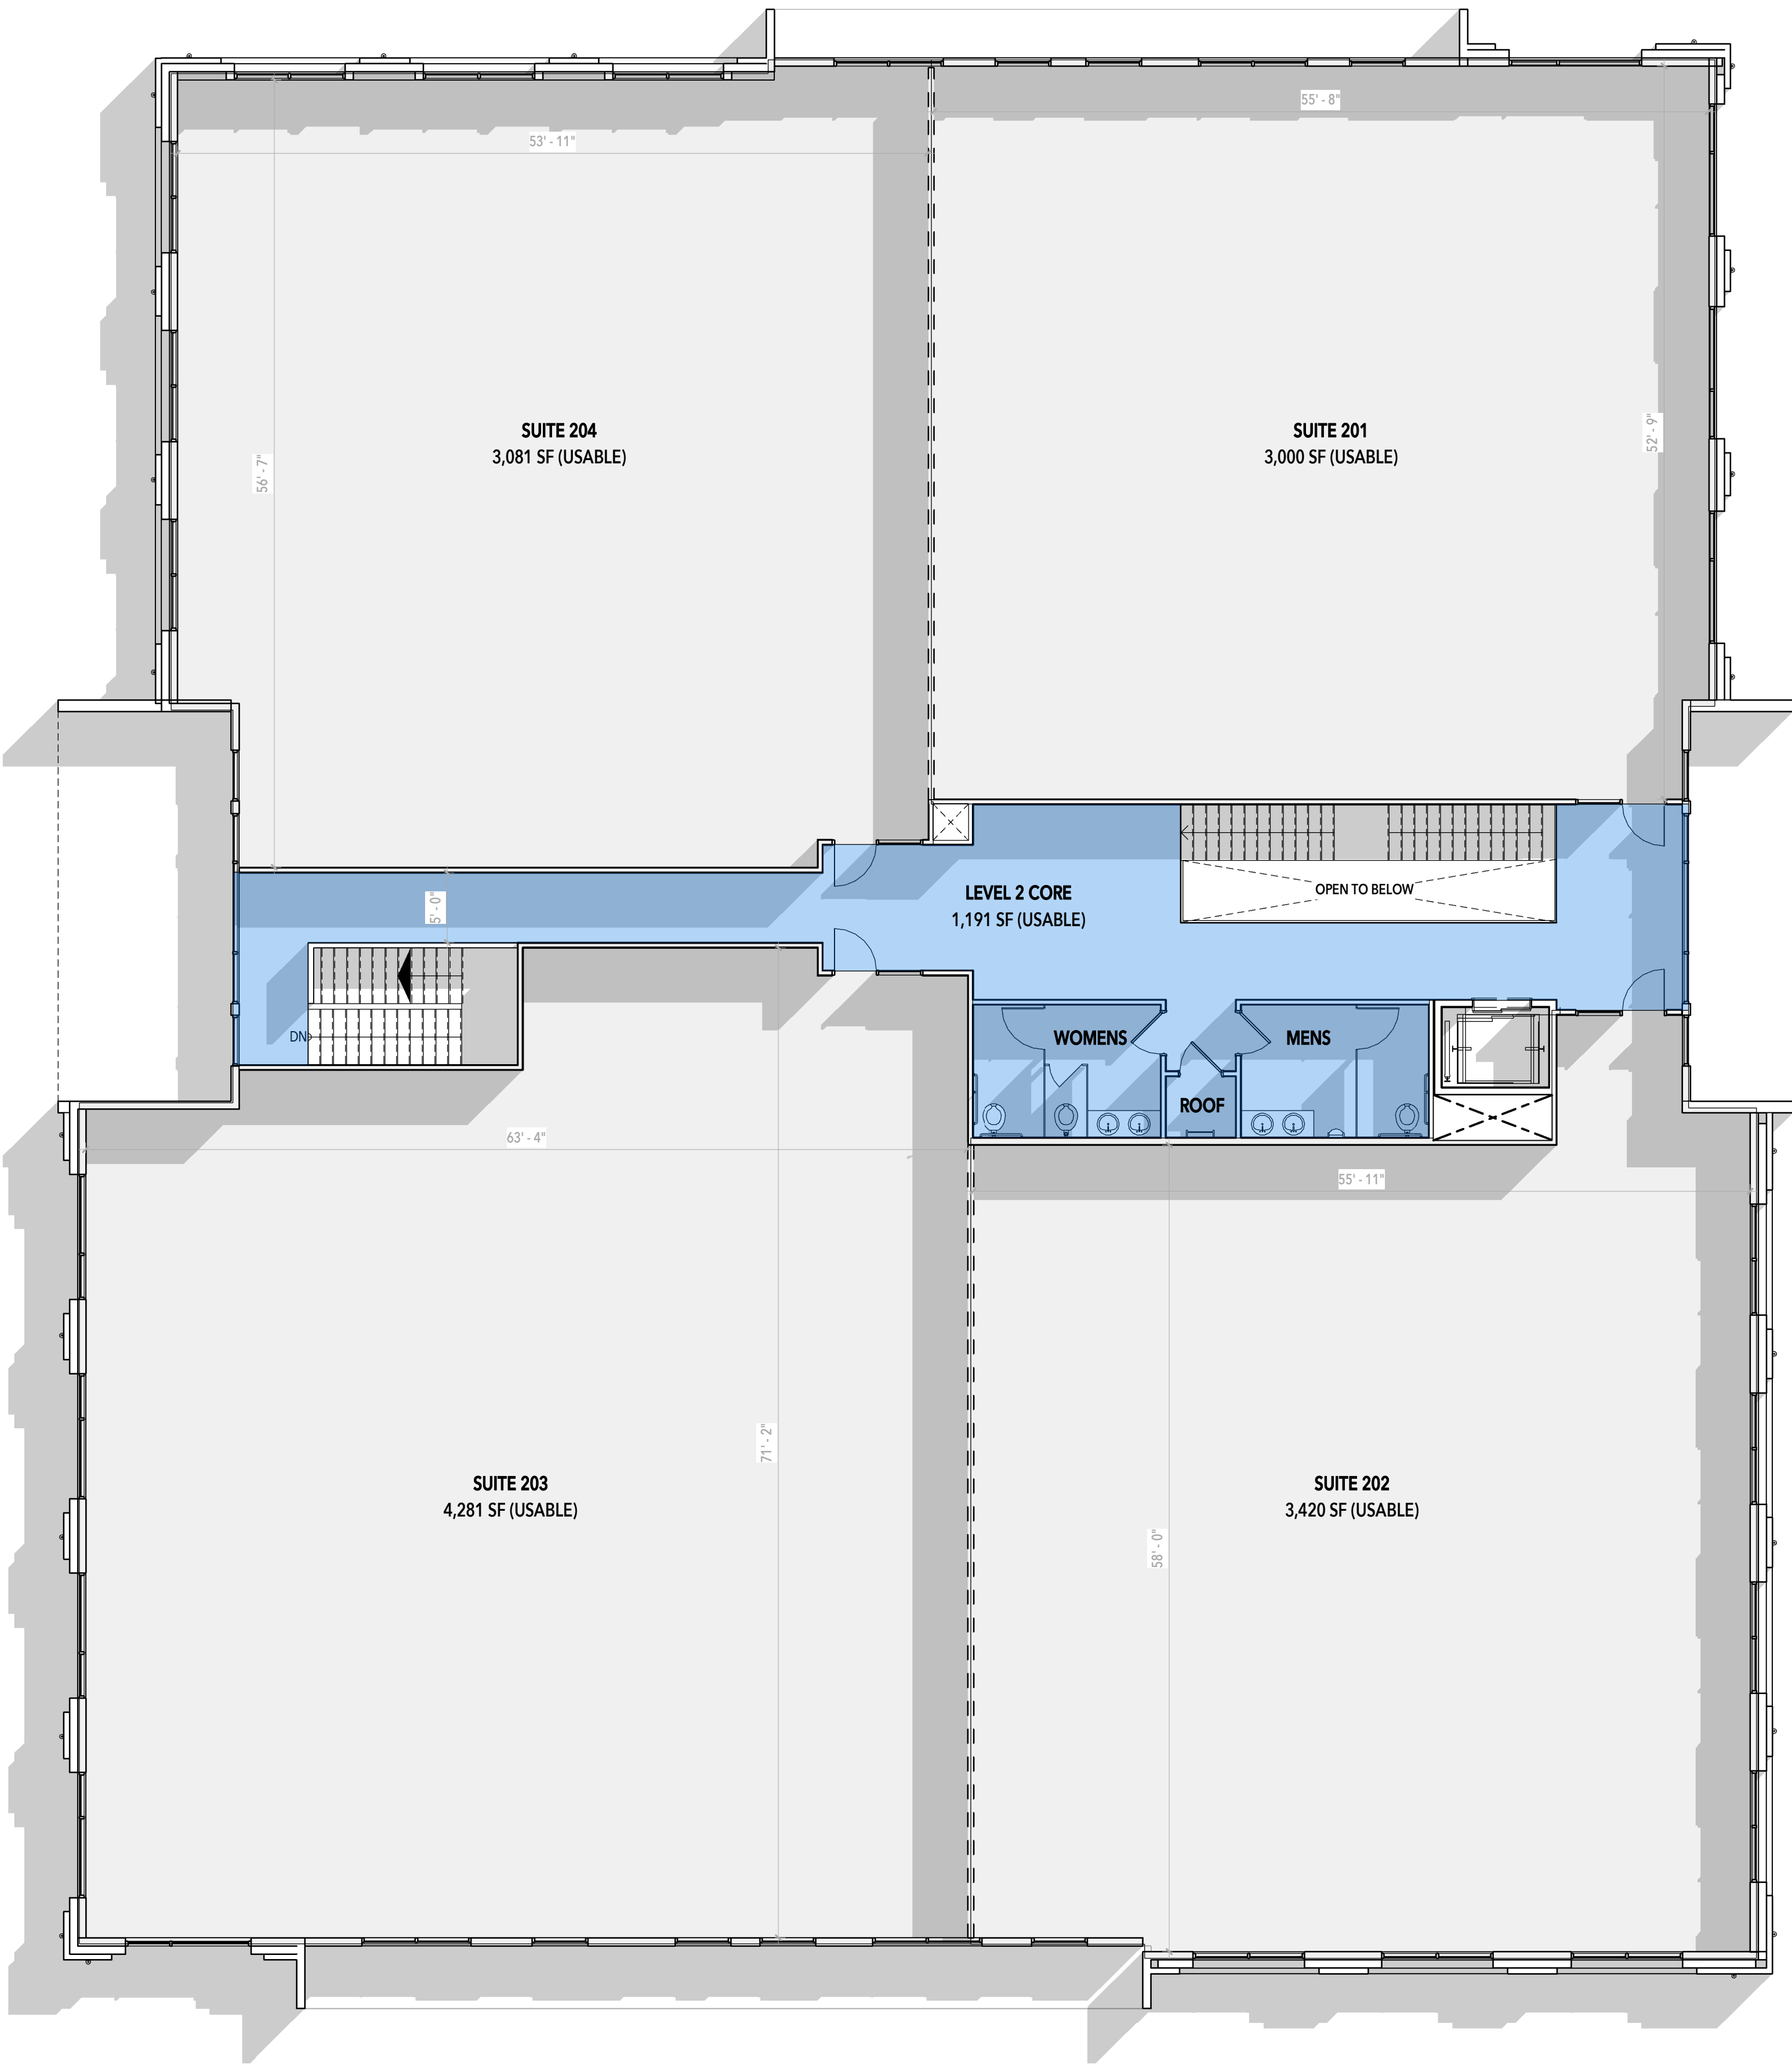 55' - 8"
53' - 11"
SUITE 204
3,081 SF (USABLE)
SUITE 201
3,000 SF (USABLE)
56' - 7"
52' - 9"
LEVEL 2 CORE
1,191 SF (USABLE)
OPEN TO BELOW
5' - 0"
DN
WOMENS
MENS
ROOF
63' - 4"
55' - 11"
71' - 2"
SUITE 203
4,281 SF (USABLE)
SUITE 202
3,420 SF (USABLE)
58' - 0"